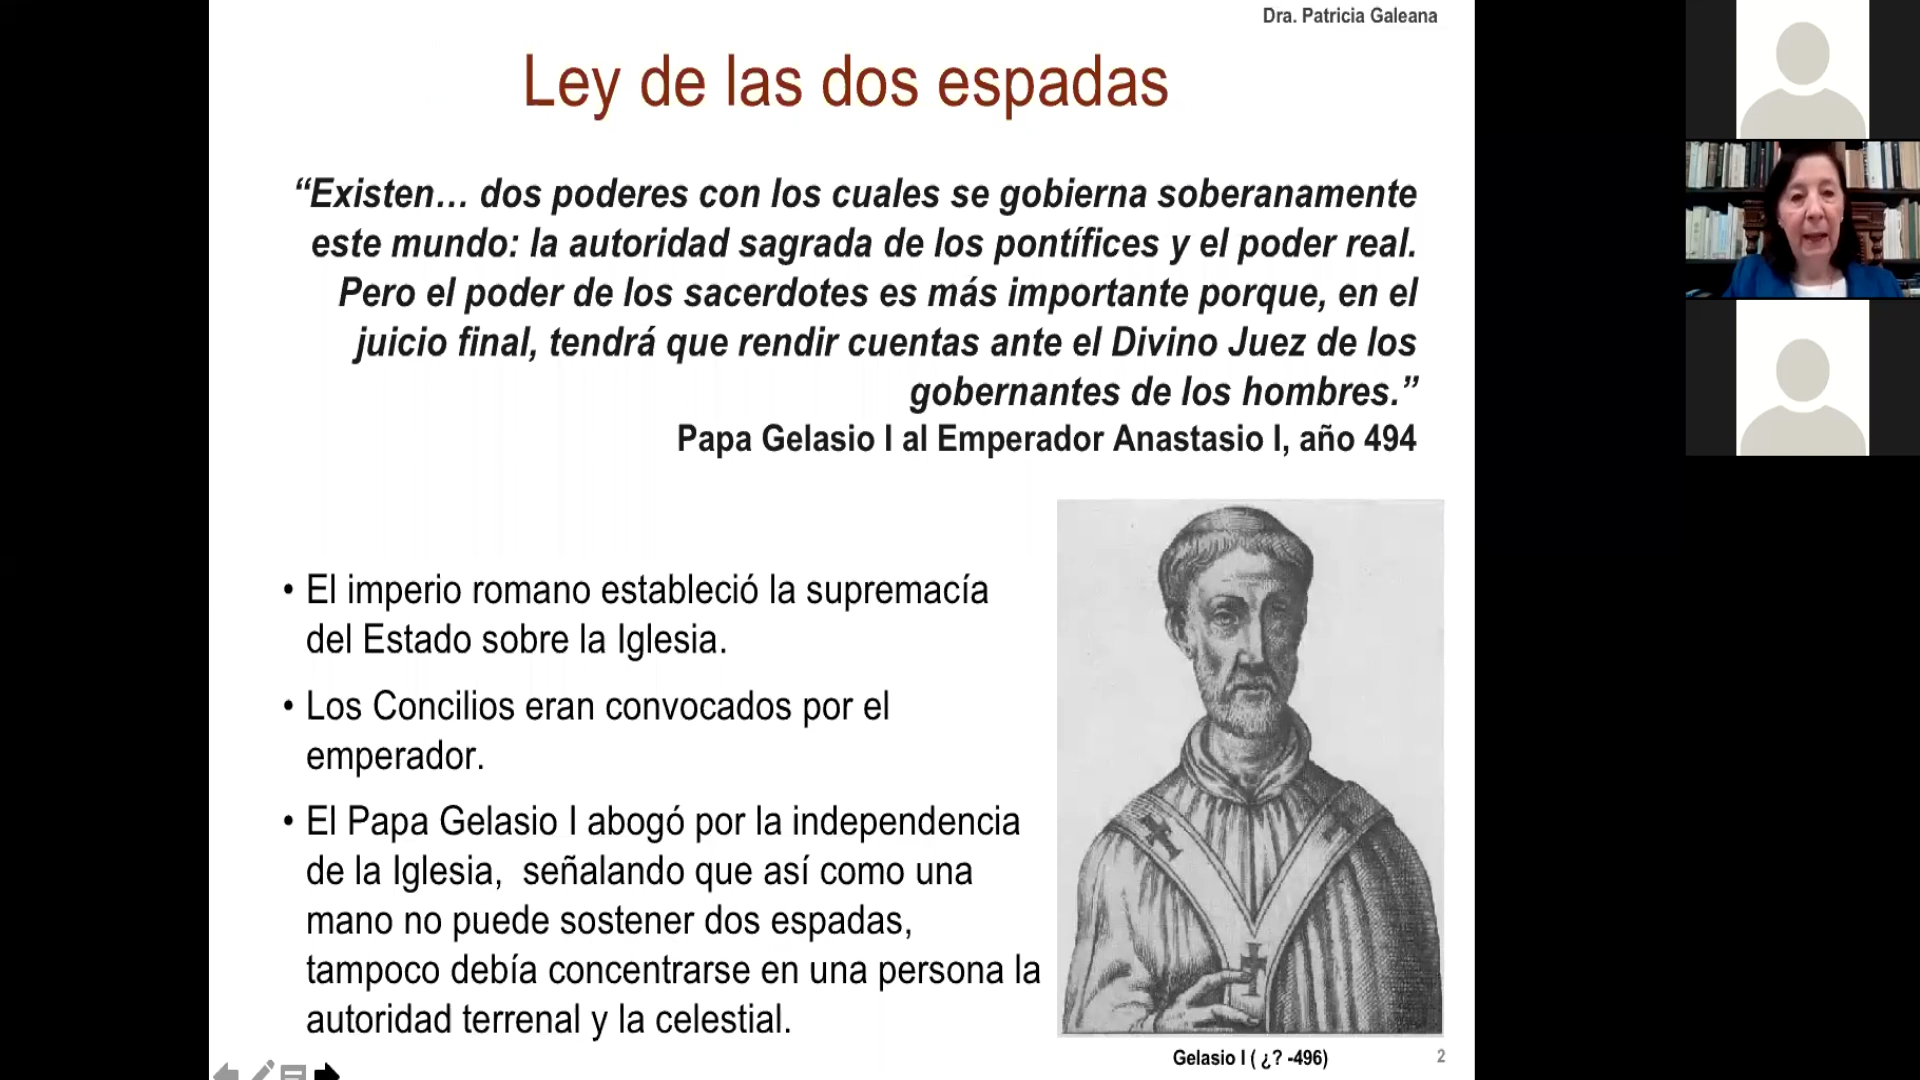 Dra. Patricia Galeana
Ley de las dos espadas
“Existen… dos poderes con los cuales se gobierna soberanamente
este mundo: la autoridad sagrada de los pontífices y el poder real.
Pero el poder de los sacerdotes es más importante porque, en el
juicio final, tendrá que rendir cuentas ante el Divino Juez de los
gobernantes de los hombres.”
Papa Gelasio I al Emperador Anastasio I, año 494
• El imperio romano estableció la supremacía
del Estado sobre la Iglesia.
• Los Concilios eran convocados por el
emperador.
• El Papa Gelasio I abogó por la independencia
de la Iglesia,  señalando que así como una
mano no puede sostener dos espadas,
tampoco debía concentrarse en una persona la
autoridad terrenal y la celestial.
Gelasio I ( ¿? -496)
2